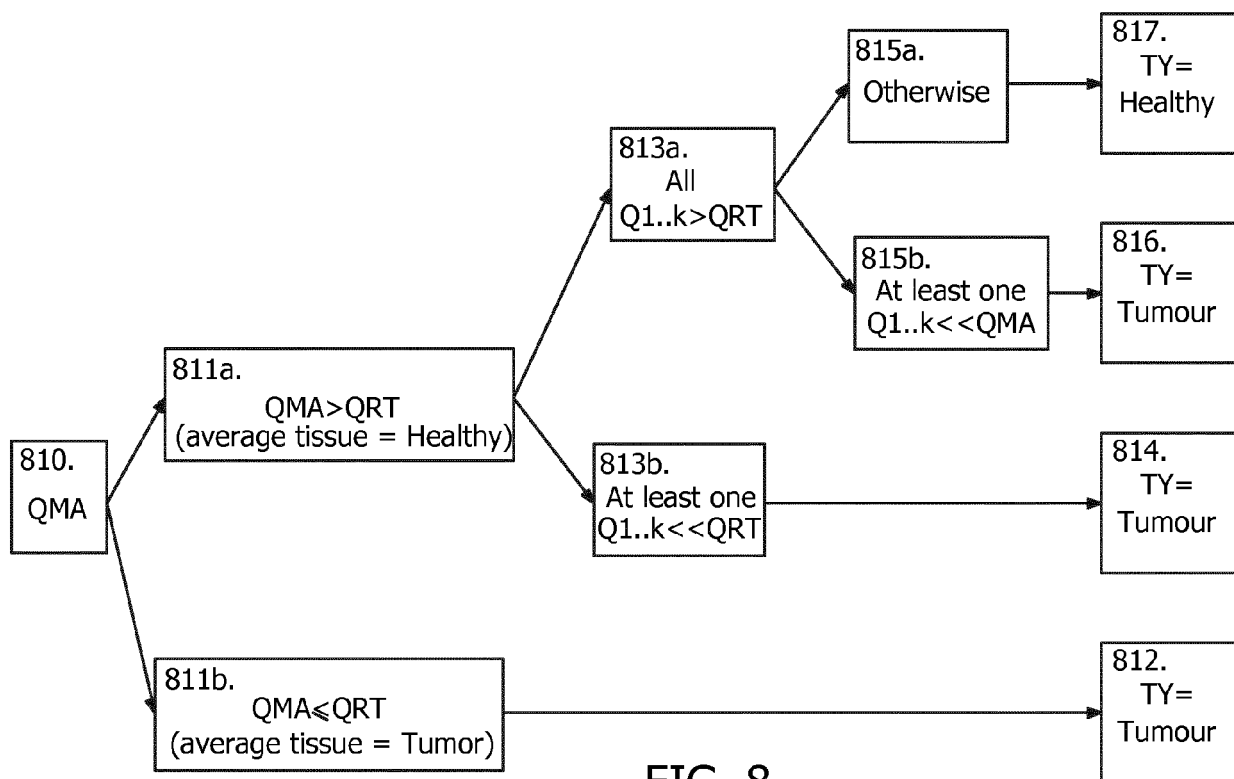 817.
TY=
Healthy
815a.
Otherwise
813a.
All
Q1..k>QRT
816.
TY=
Tumour
815b.
At least one
Q1..k<<QMA
811a.
QMA>QRT
(average tissue = Healthy)
810.
QMA
813b.
At least one
Q1..k<<QRT
814.
TY=
Tumour
811b.
QMA⩽QRT
(average tissue = Tumor)
812.
TY=
Tumour
FIG. 8